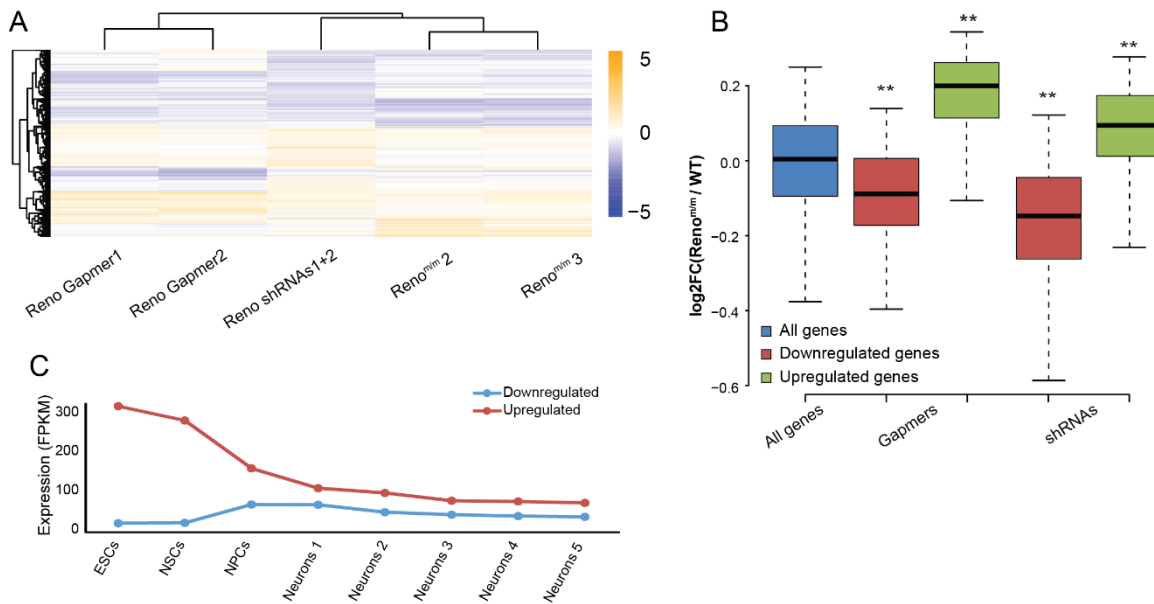 A
5
0
−5
Reno Gapmer1
Reno Gapmer2
Reno shRNAs1+2
Reno^m/m 2
Reno^m/m 3
B
log2FC(Reno^m/m / WT)
0.2
0.0
−0.2
−0.4
−0.6
**
**
**
**
All genes
Downregulated genes
Upregulated genes
All genes
Gapmers
shRNAs
C
Expression (FPKM)
300
200
100
0
Downregulated
Upregulated
ESCs
NSCs
NPCs
Neurons 1
Neurons 2
Neurons 3
Neurons 4
Neurons 5